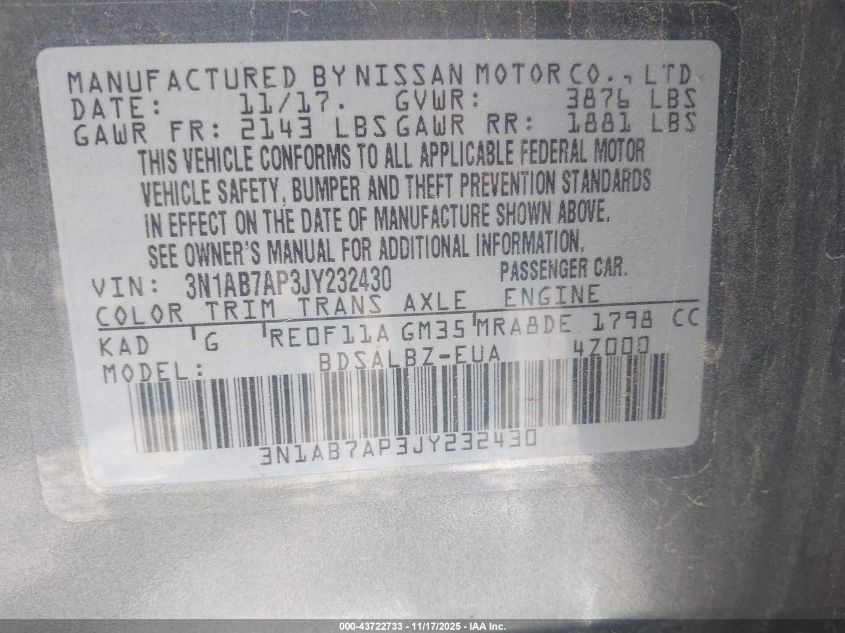 MANUFACTURED BY NISSAN MOTOR CO., LTD
DATE: 11/17. GVWR: 3876 LBS
GAWR FR: 2143 LBS GAWR RR: 1881 LBS
THIS VEHICLE CONFORMS TO ALL APPLICABLE FEDERAL MOTOR
VEHICLE SAFETY, BUMPER AND THEFT PREVENTION STANDARDS
IN EFFECT ON THE DATE OF MANUFACTURE SHOWN ABOVE.
SEE OWNER'S MANUAL FOR ADDITIONAL INFORMATION.
VIN: 3N1AB7AP3JY232430 PASSENGER CAR.
COLOR TRIM TRANS AXLE ENGINE
KAD G RE0F11A GM35 MRA8DE 1798 CC
MODEL: BDSALBZ-EUA 4Z000
3N1AB7AP3JY232430
000-43722733 - 11/17/2025 - IAA Inc.